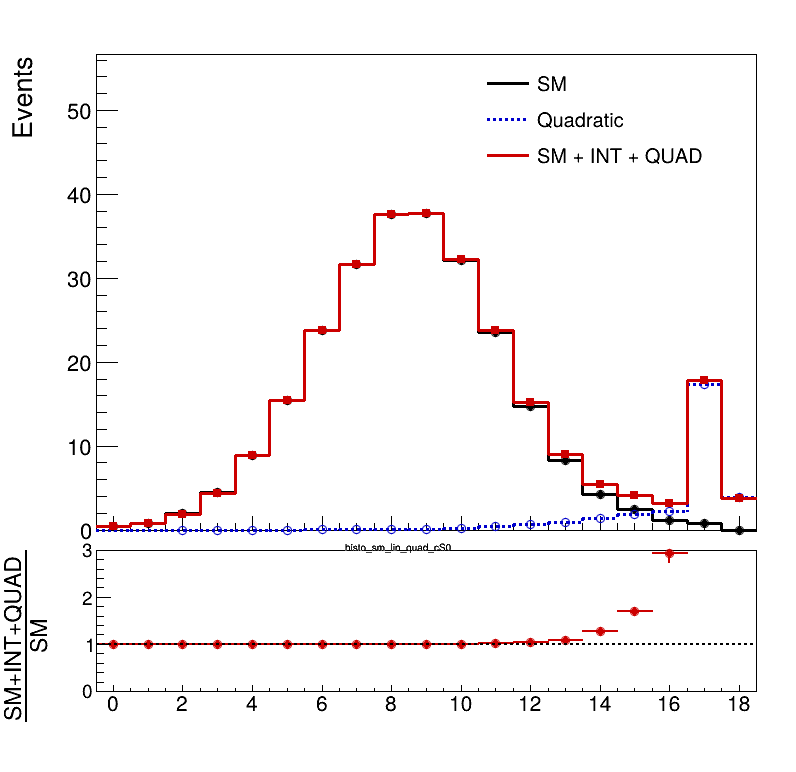 Events
SM
Quadratic
SM + INT + QUAD
50
40
30
20
10
0
histo_sm_lin_quad_cS0
SM+INT+QUAD
SM
3
2
1
0
0 2 4 6 8 10 12 14 16 18